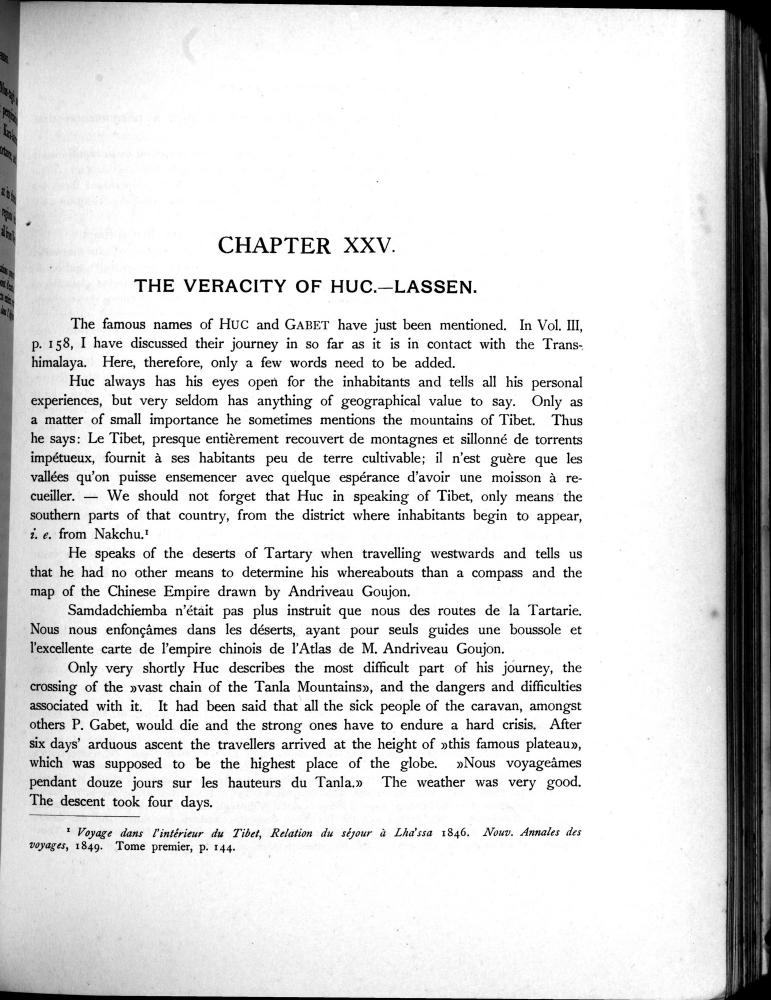 CHAPTER XXV.
THE VERACITY OF HUC.—LASSEN.
The famous names of HUC and GABET have just been mentioned. In Vol. III,
p. 158, I have discussed their journey in so far as it is in contact with the Trans-
himalaya. Here, therefore, only a few words need to be added.
Huc always has his eyes open for the inhabitants and tells all his personal
experiences, but very seldom has anything of geographical value to say. Only as
a matter of small importance he sometimes mentions the mountains of Tibet. Thus
he says: Le Tibet, presque entièrement recouvert de montagnes et sillonné de torrents
impétueux, fournit à ses habitants peu de terre cultivable; il n'est guère que les
vallées qu'on puisse ensemencer avec quelque espérance d'avoir une moisson à re-
cueiller. — We should not forget that Huc in speaking of Tibet, only means the
southern parts of that country, from the district where inhabitants begin to appear,
i. e. from Nakchu.¹
He speaks of the deserts of Tartary when travelling westwards and tells us
that he had no other means to determine his whereabouts than a compass and the
map of the Chinese Empire drawn by Andriveau Goujon.
Samdadchiemba n'était pas plus instruit que nous des routes de la Tartarie.
Nous nous enfonçâmes dans les déserts, ayant pour seuls guides une boussole et
l'excellente carte de l'empire chinois de l'Atlas de M. Andriveau Goujon.
Only very shortly Huc describes the most difficult part of his journey, the
crossing of the »vast chain of the Tanla Mountains», and the dangers and difficulties
associated with it. It had been said that all the sick people of the caravan, amongst
others P. Gabet, would die and the strong ones have to endure a hard crisis. After
six days' arduous ascent the travellers arrived at the height of »this famous plateau»,
which was supposed to be the highest place of the globe. »Nous voyageâmes
pendant douze jours sur les hauteurs du Tanla.» The weather was very good.
The descent took four days.
¹ Voyage dans l'intérieur du Tibet, Relation du séjour à Lha'ssa 1846. Nouv. Annales des
voyages, 1849. Tome premier, p. 144.